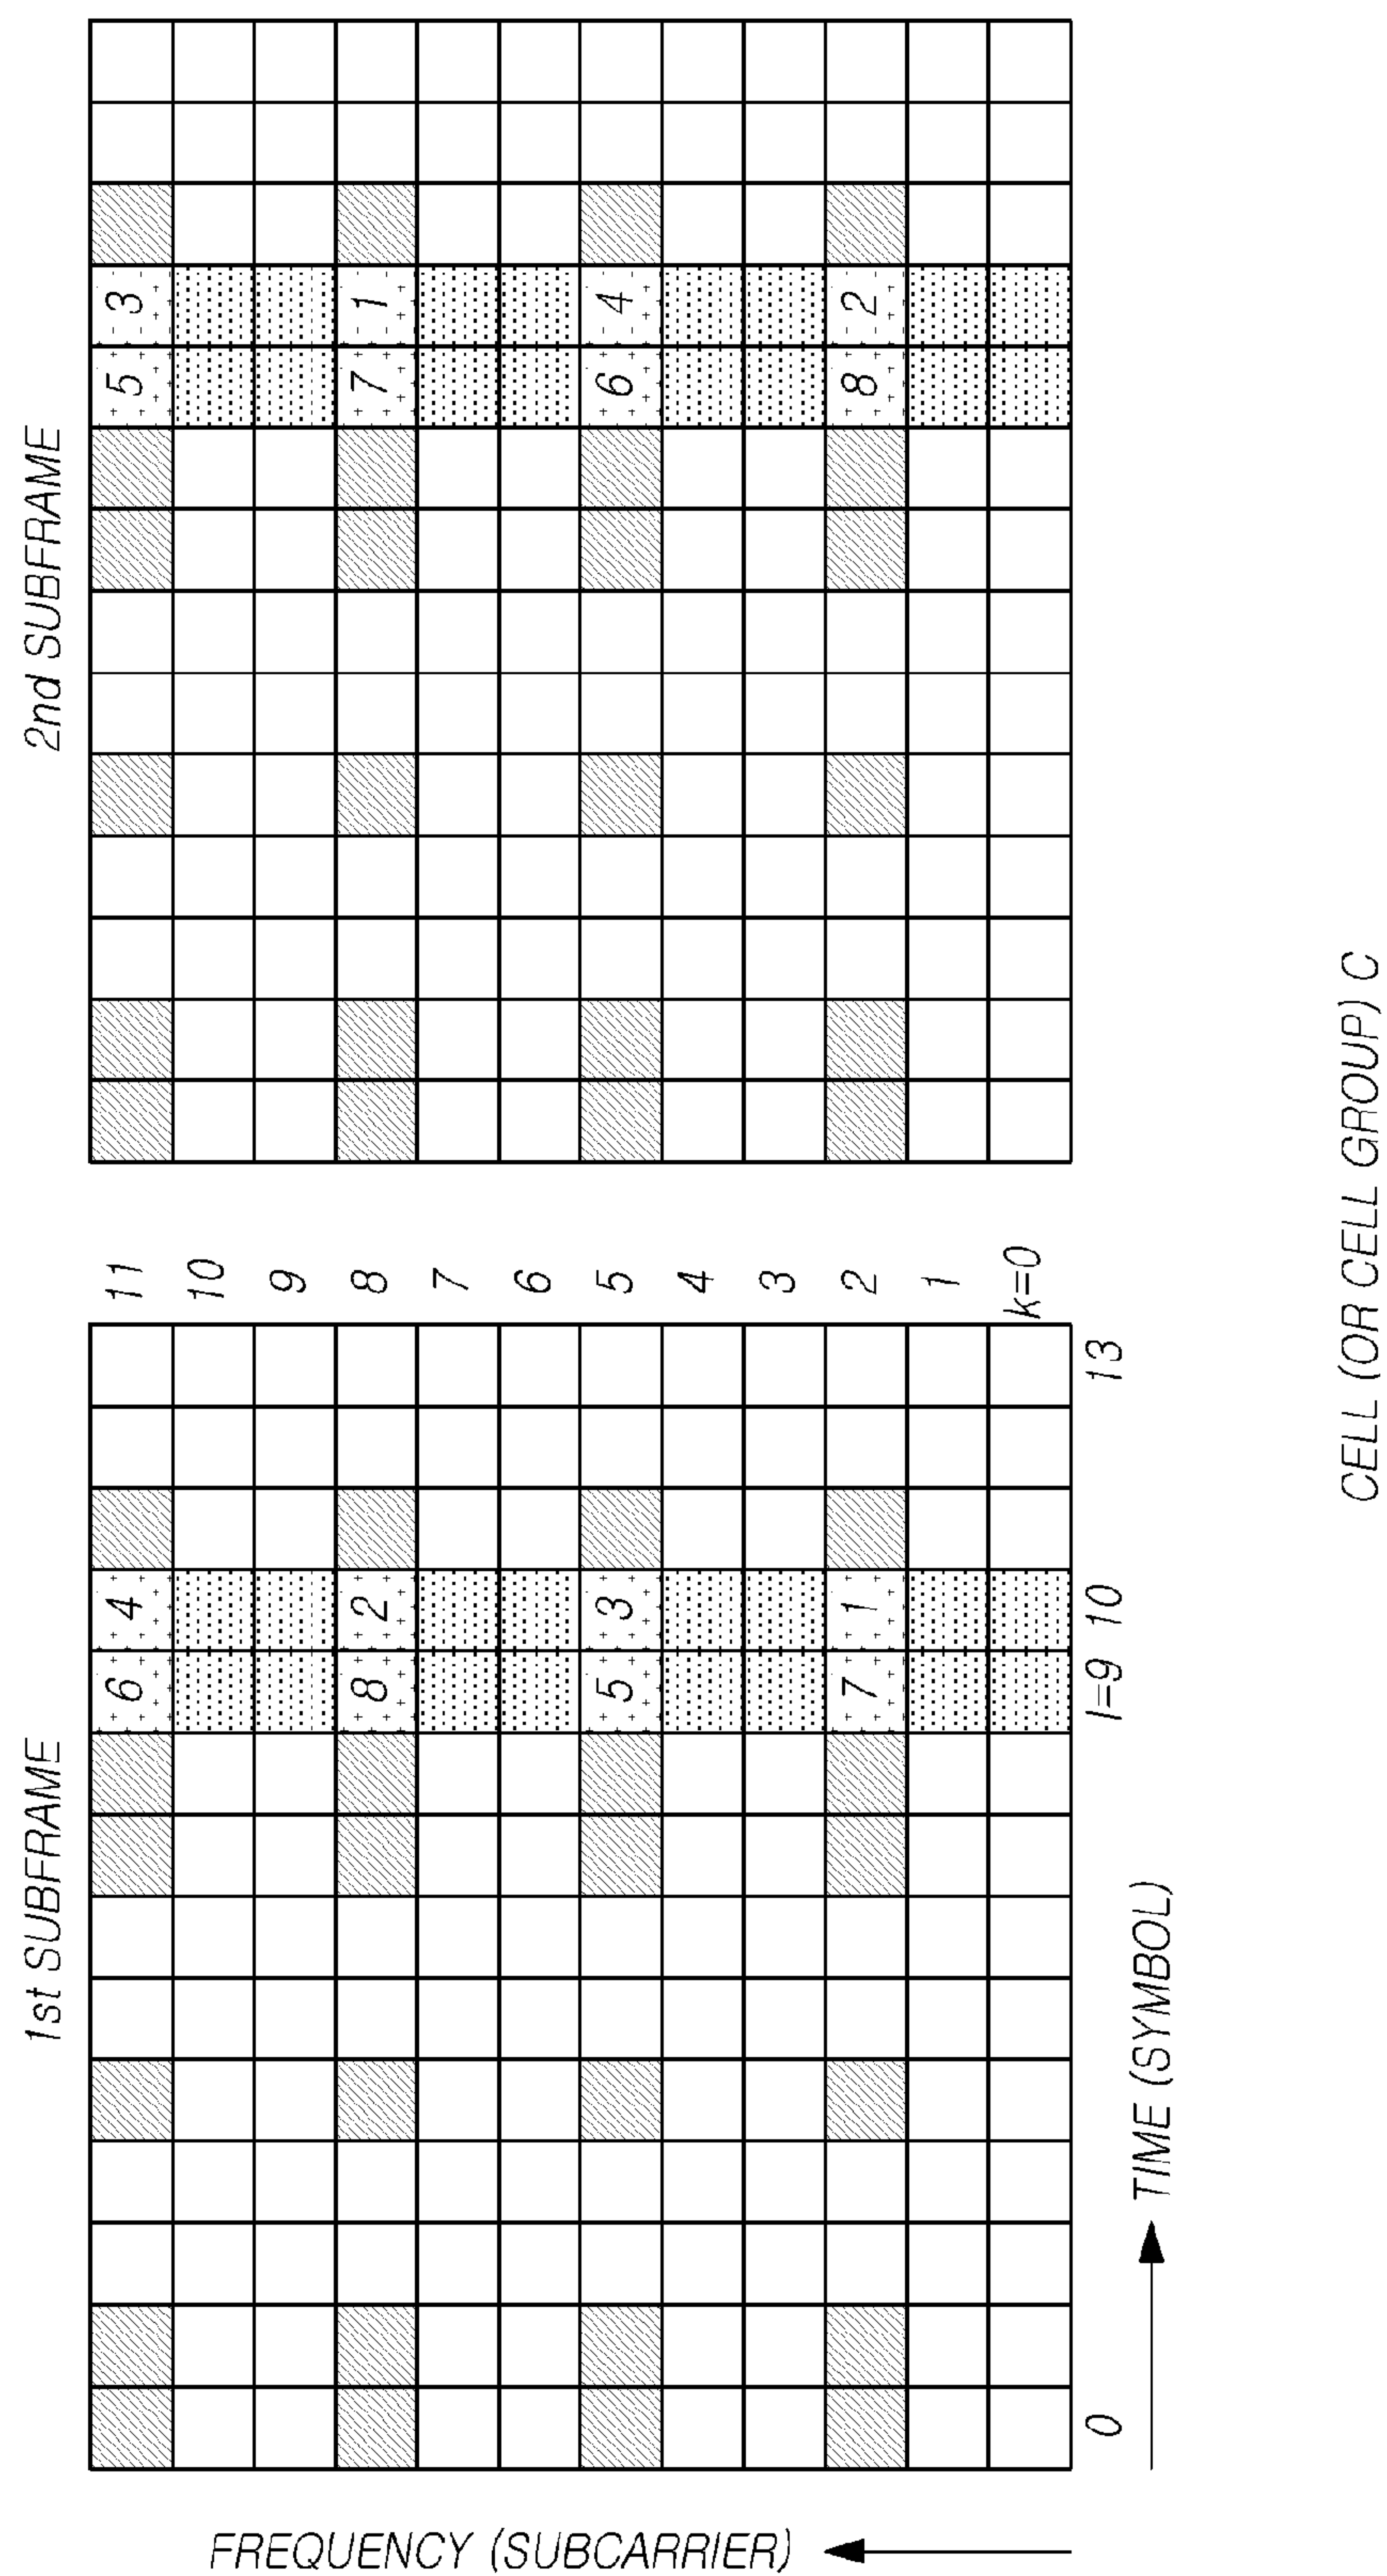 1st SUBFRAME
2nd SUBFRAME
6 4 11 5 3
10
9
8 2 8 7 1
7
6
5 3 5 6 4
4
3
7 1 2 8 2
1
k=0
0 l=9 10 13
FREQUENCY (SUBCARRIER)
TIME (SYMBOL)
CELL (OR CELL GROUP) C